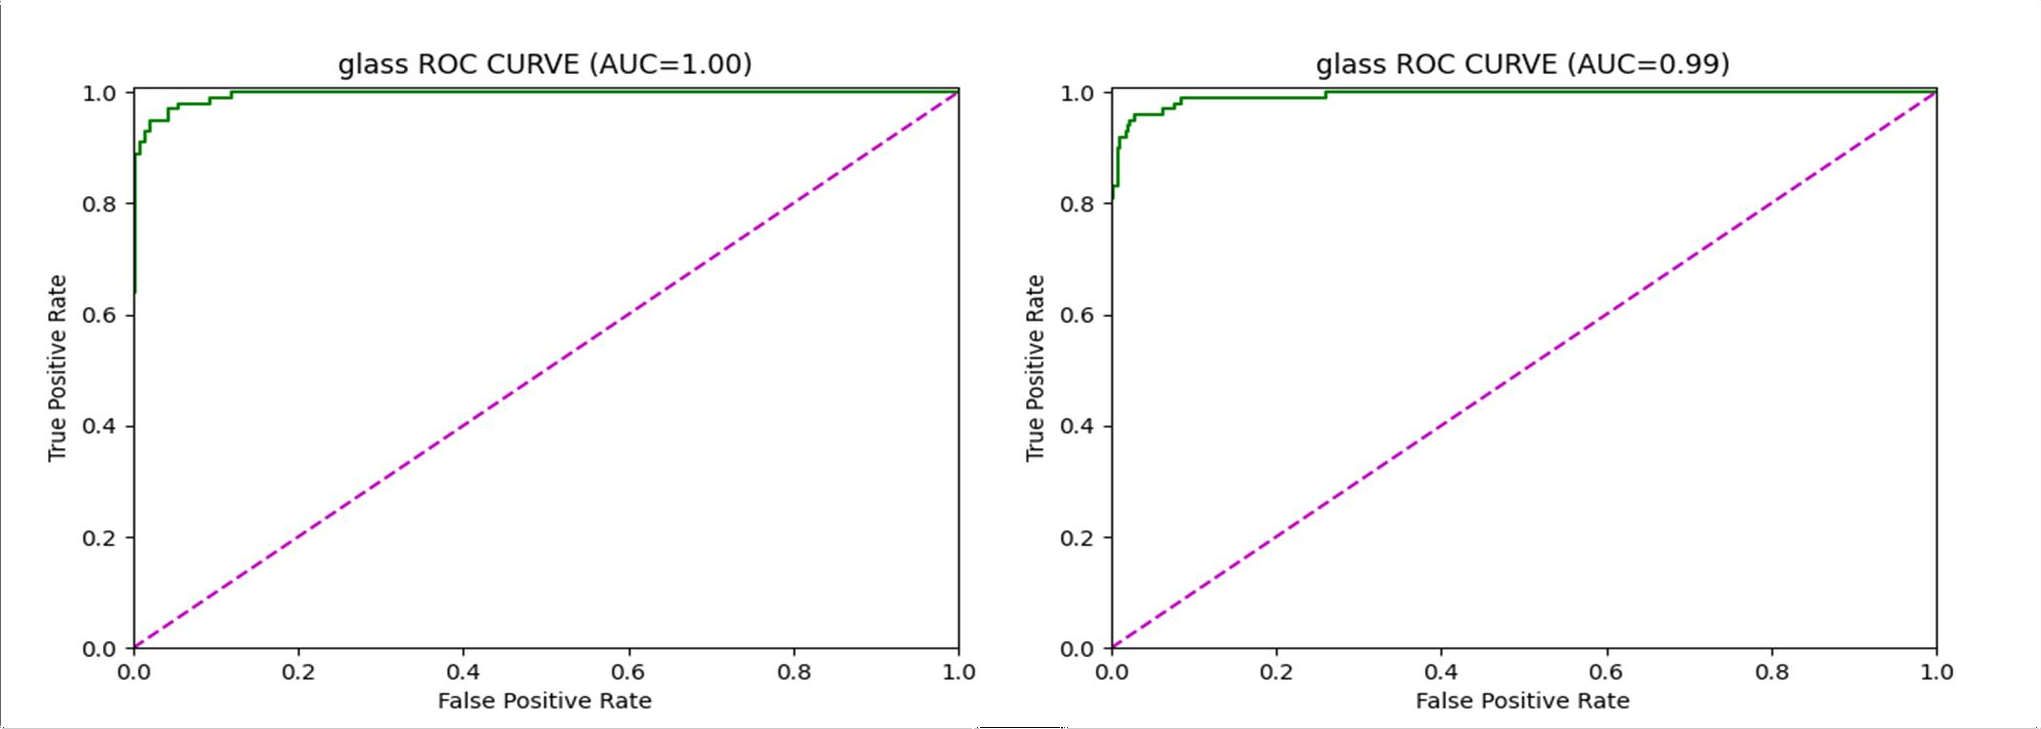 glass ROC CURVE (AUC=1.00)
1.0
0.8
0.6
0.4
0.2
0.0
True Positive Rate
0.0 0.2 0.4 0.6 0.8 1.0
False Positive Rate
glass ROC CURVE (AUC=0.99)
1.0
0.8
0.6
0.4
0.2
0.0
True Positive Rate
0.0 0.2 0.4 0.6 0.8 1.0
False Positive Rate